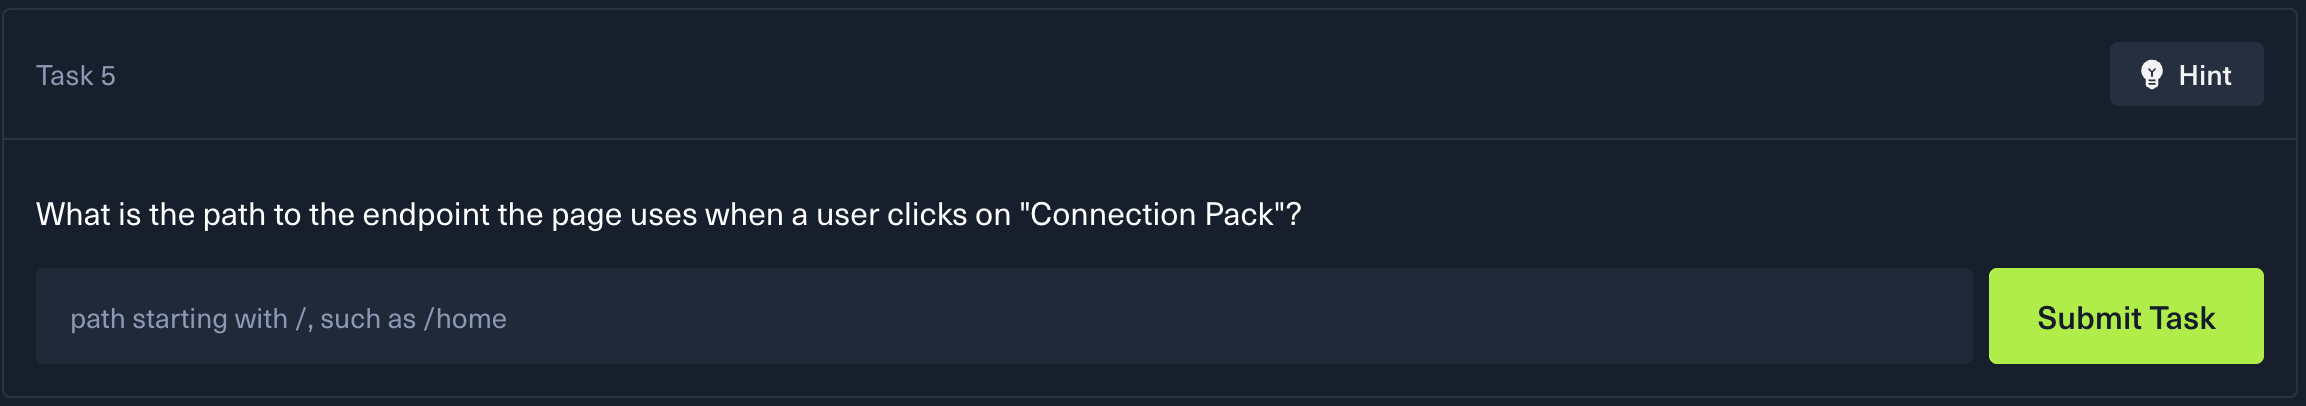 Task 5
Hint
What is the path to the endpoint the page uses when a user clicks on "Connection Pack"?
path starting with /, such as /home
Submit Task